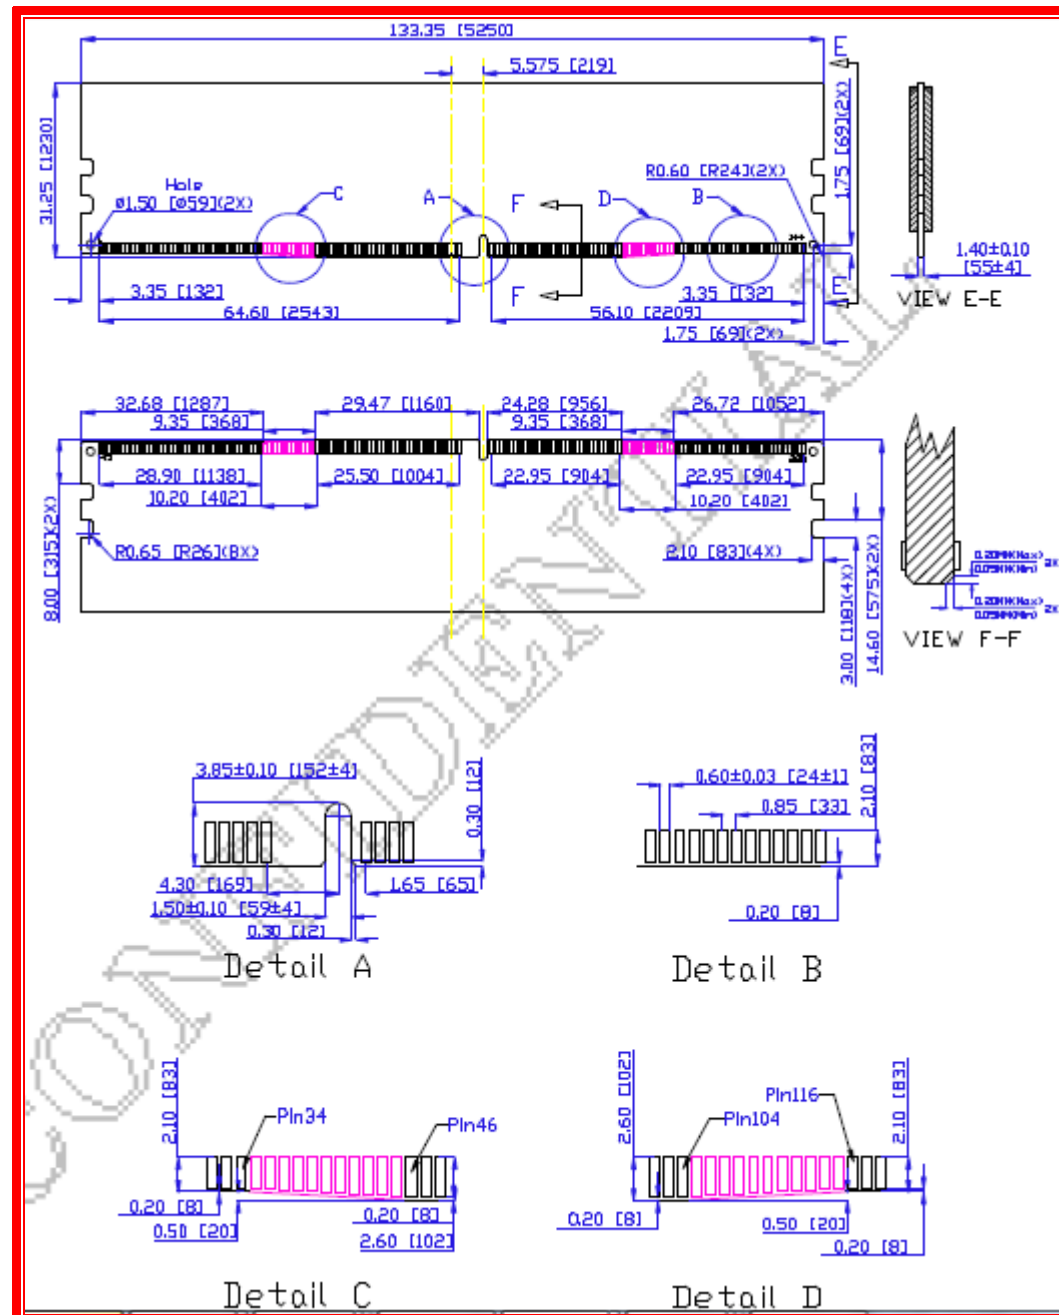 133.35 [5250]
5.575 [219]
E
31.25 [1230]
Hole
ø1.50 [ø59](2X)
C
A
F
D
B
R0.60 [R24](2X)
1.75 [69](2X)
1.40±0.10
[55±4]
3.35 [132]
F
3.35 [132]
E
VIEW E-E
64.60 [2543]
56.10 [2209]
1.75 [69](2X)
32.68 [1287]
29.47 [1160]
24.28 [956]
26.72 [1052]
9.35 [368]
9.35 [368]
28.90 [1138]
25.50 [1004]
22.95 [904]
22.95 [904]
10.20 [402]
10.20 [402]
8.00 [315](2X)
R0.65 [R26](8X)
2.10 [83](4X)
3.00 [118](4X)
14.60 [575](2X)
VIEW F-F
3.85±0.10 [152±4]
0.30 [12]
4.30 [169]
1.65 [65]
1.50±0.10 [59±4]
0.30 [12]
Detail A
0.60±0.03 [24±1]
0.85 [33]
2.10 [83]
0.20 [8]
Detail B
2.10 [83]
Pin34
Pin46
0.20 [8]
0.50 [20]
0.20 [8]
2.60 [102]
Detail C
2.60 [102]
Pin116
Pin104
2.10 [83]
0.20 [8]
0.50 [20]
0.20 [8]
Detail D